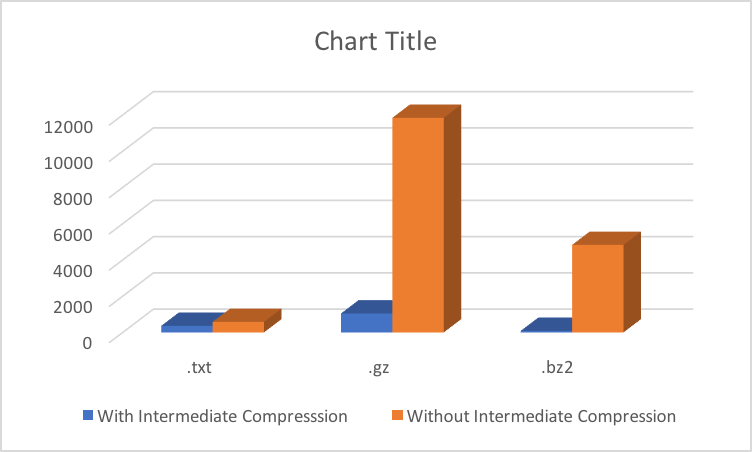 Chart Title
12000
10000
8000
6000
4000
2000
0
.txt
.gz
.bz2
With Intermediate Compresssion
Without Intermediate Compression